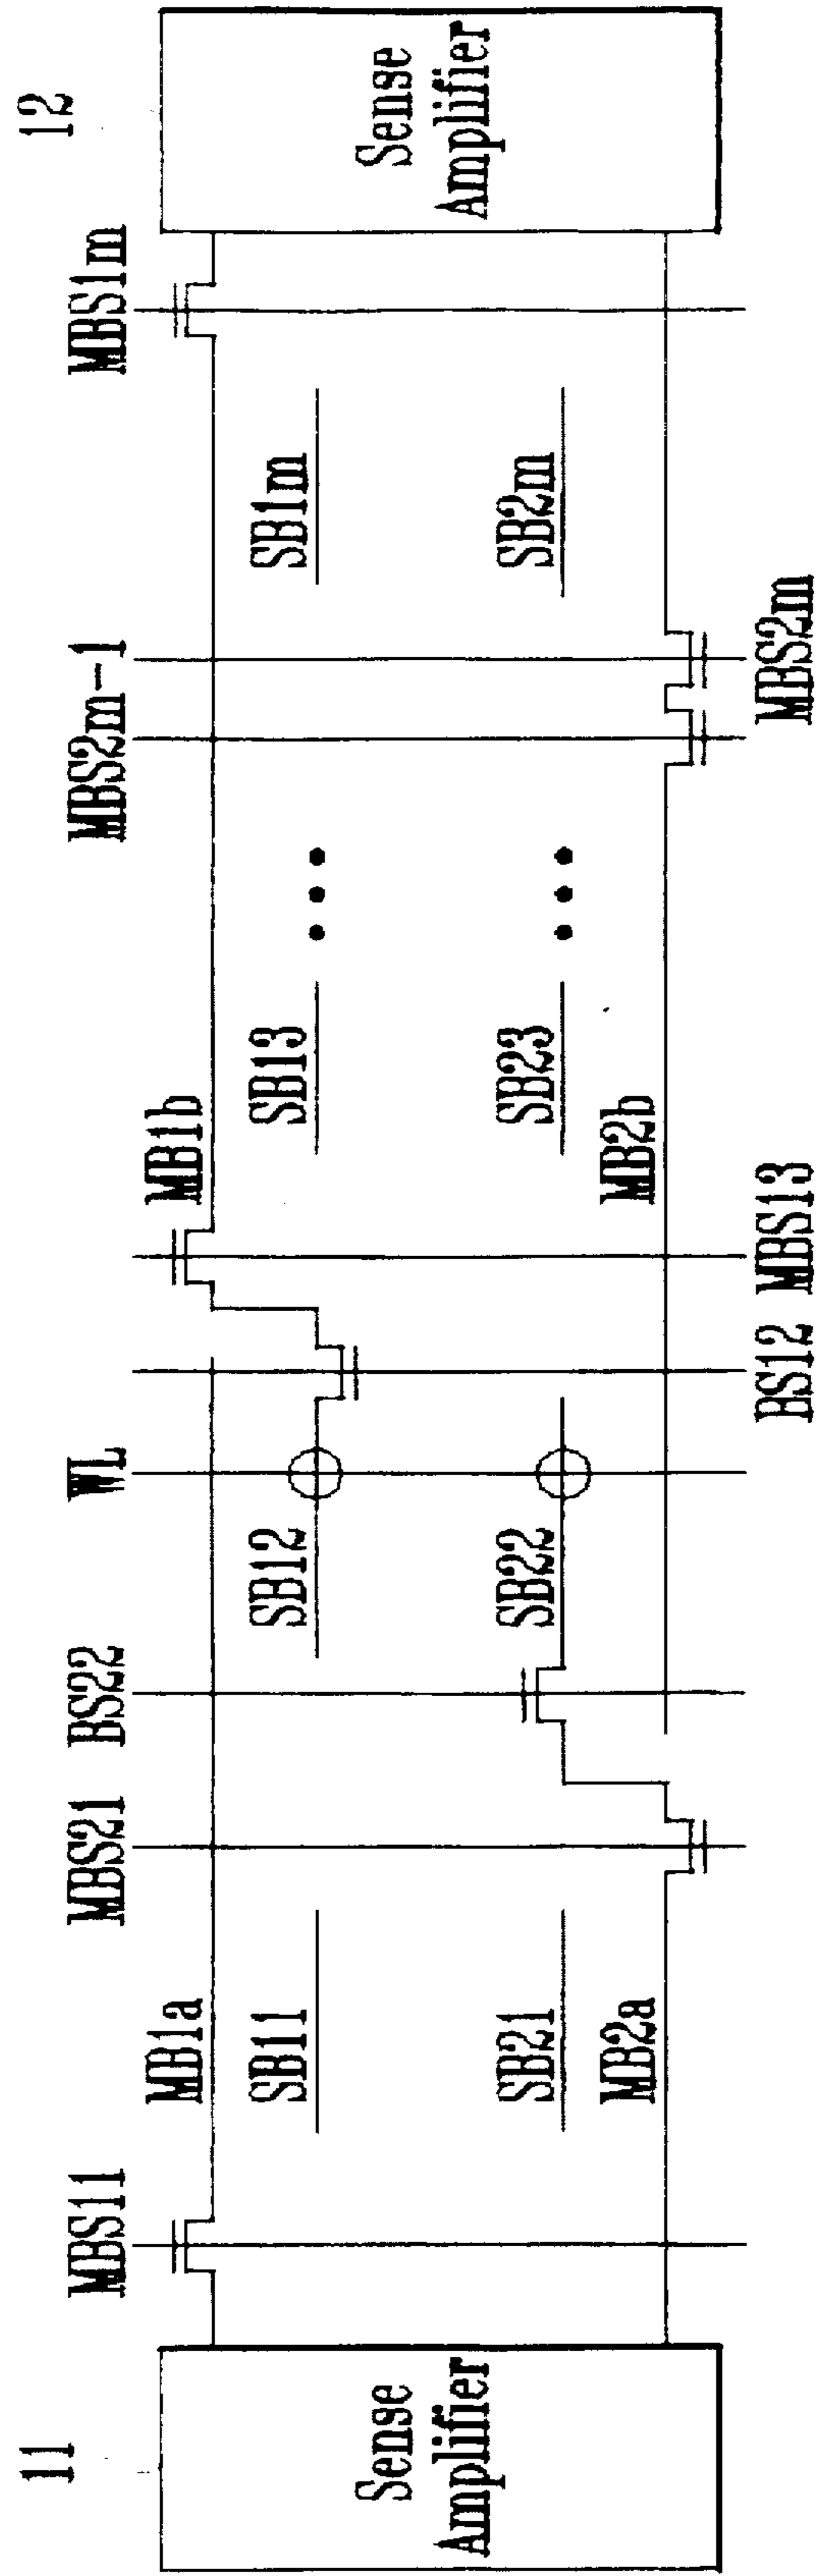 11
12
MBS11
MBS21
BS22
WL
MBS2m-1
MBS1m
Sense
Amplifier
MB1a
MB1b
Sense
Amplifier
SB11
SB12
SB13
SB1m
SB21
SB22
SB23
SB2m
MB2a
MB2b
BS12
MBS13
MBS2m